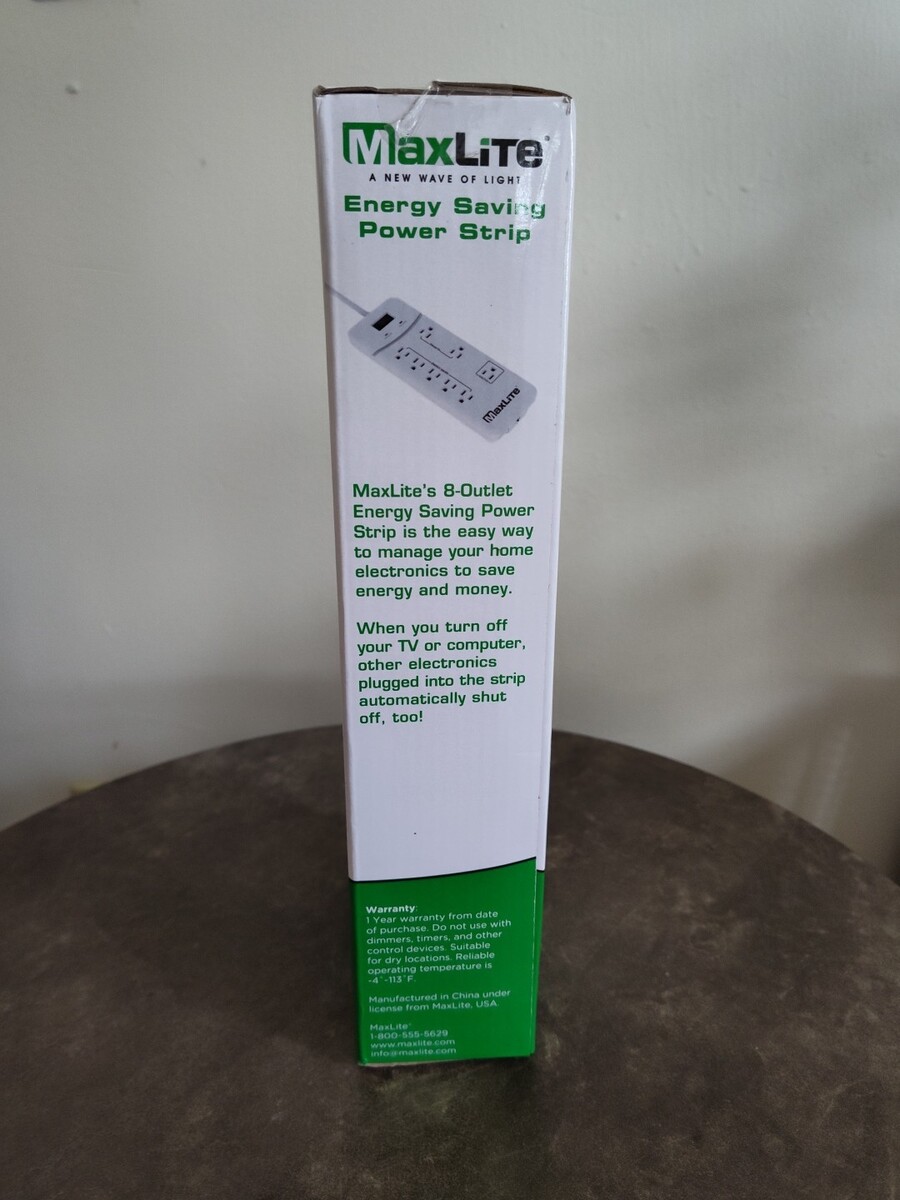 MaxLite®
A NEW WAVE OF LIGHT
Energy Saving
Power Strip
MaxLite
MaxLite's 8-Outlet
Energy Saving Power
Strip is the easy way
to manage your home
electronics to save
energy and money.
When you turn off
your TV or computer,
other electronics
plugged into the strip
automatically shut
off, too!
Warranty:
1 Year warranty from date
of purchase. Do not use with
dimmers, timers, and other
control devices. Suitable
for dry locations. Reliable
operating temperature is
-4°-113°F.
Manufactured in China under
license from MaxLite, USA.
MaxLite®
1-800-555-5629
www.maxlite.com
info@maxlite.com